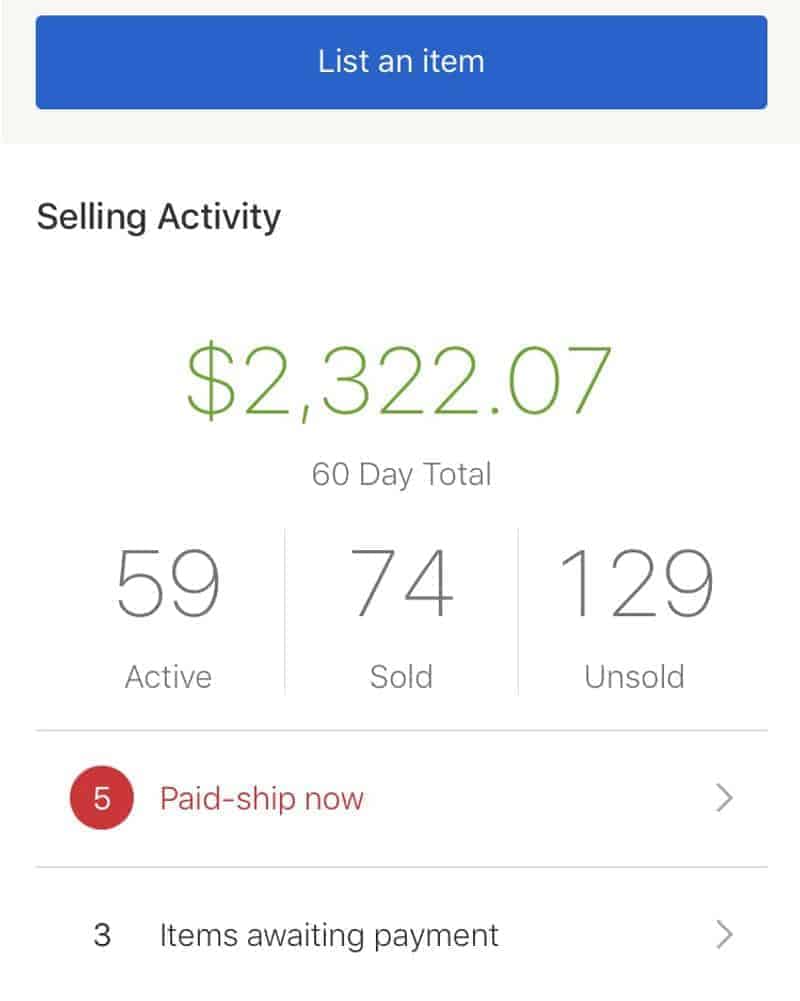 List an item
Selling Activity
$2,322.07
60 Day Total
59 74 129
Active Sold Unsold
5 Paid-ship now
3 Items awaiting payment